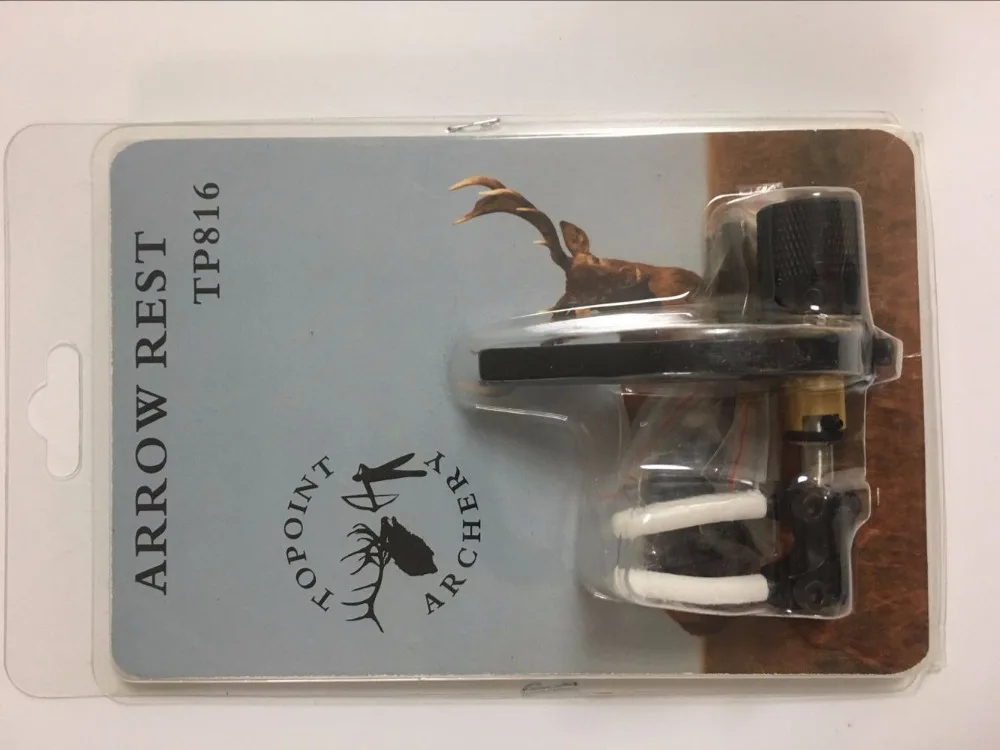 ARROW REST
TP816
TOPOINT
ARCHERY